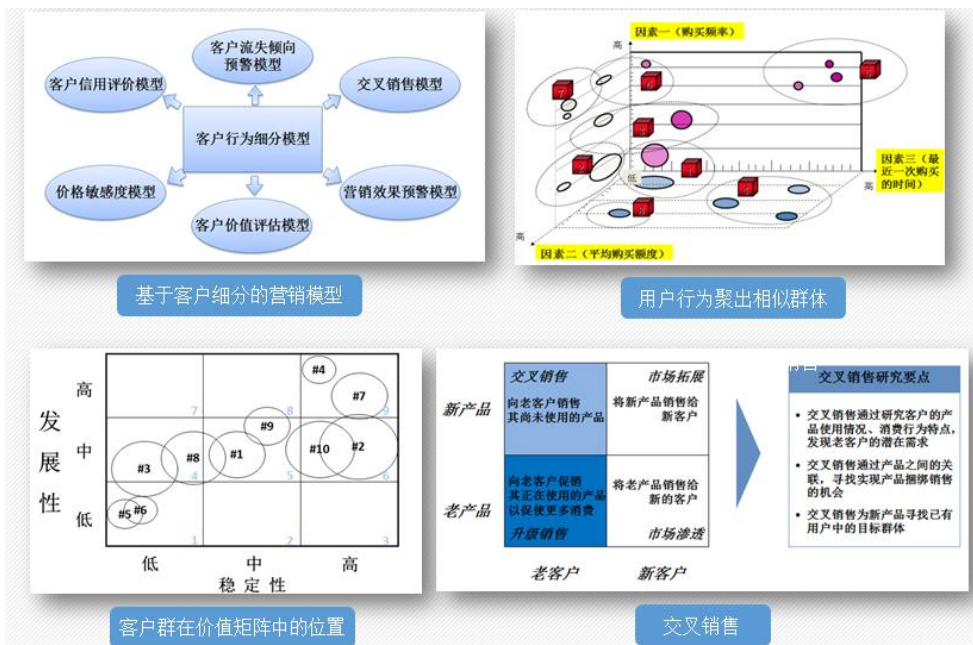 客户流失倾向
预警模型
客户信用评价模型
交叉销售模型
客户行为细分模型
价格敏感度模型
营销效果预警模型
客户价值评估模型
基于客户细分的营销模型
因素一（购买频率）
高
因素三（最
近一次购买
的时间）
低
高
高
因素二（平均购买额度）
用户行为聚出相似群体
发展性
高
中
低
#4
#7
#9
#3
#8
#1
#10
#2
#5
#6
7
8
9
4
5
6
1
2
3
低
中
高
稳定性
客户群在价值矩阵中的位置
新产品
老产品
交叉销售
向老客户销售
其尚未使用的产品
市场拓展
将新产品销售给
新客户
向老客户促销
其正在使用的产品
以促使更多消费
升级销售
将老产品销售给
新的客户
市场渗透
老客户
新客户
交叉销售研究要点
• 交叉销售通过研究客户的产
品使用情况、消费行为特点，
发现老客户的潜在需求
• 交叉销售通过产品之间的关
联，寻找实现产品捆绑销售
的机会
• 交叉销售为新产品寻找已有
用户中的目标群体
交叉销售